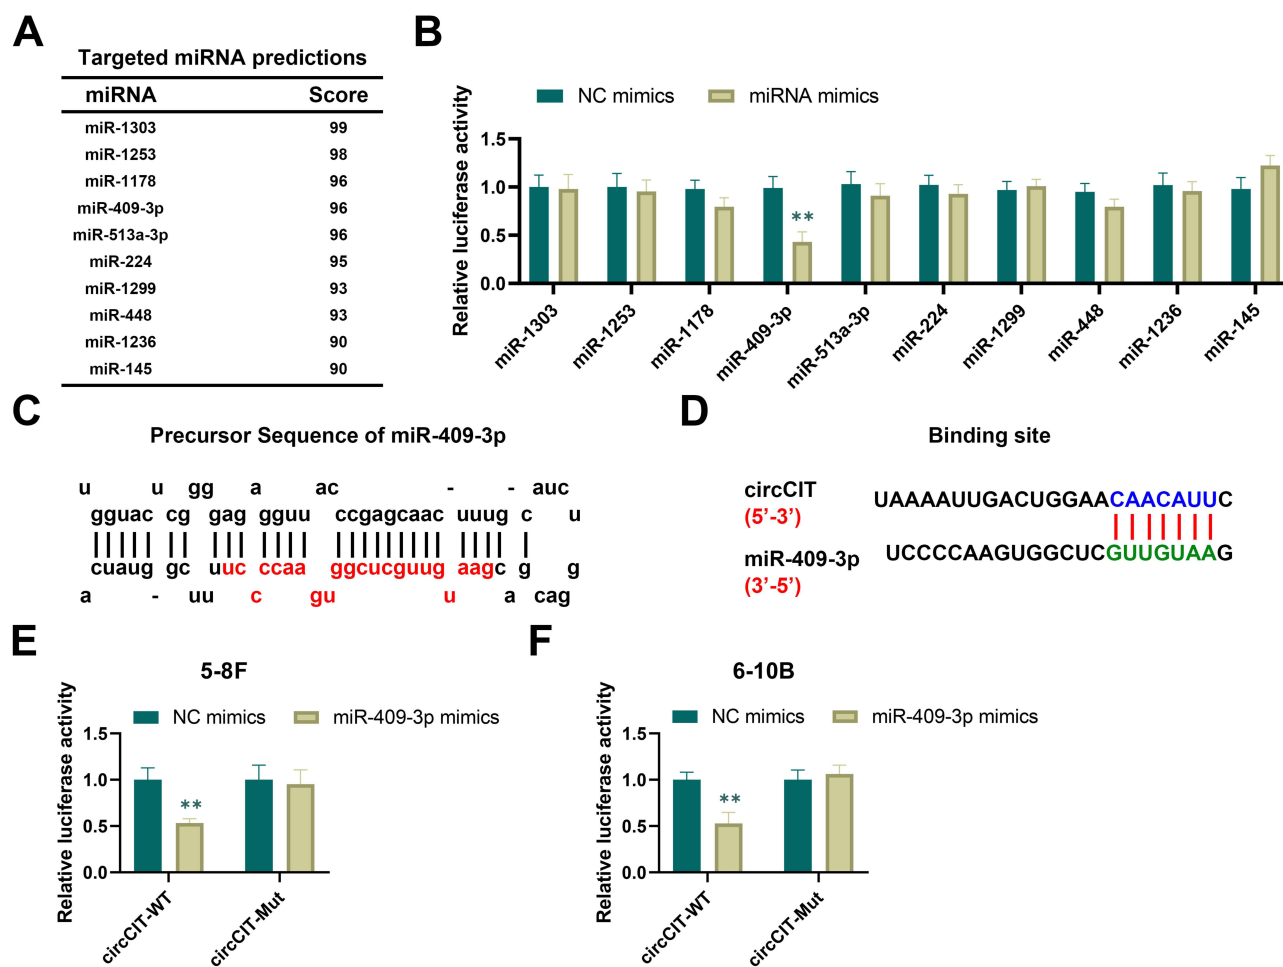 A
Targeted miRNA predictions
miRNA Score
miR-1303 99
miR-1253 98
miR-1178 96
miR-409-3p 96
miR-513a-3p 96
miR-224 95
miR-1299 93
miR-448 93
miR-1236 90
miR-145 90
B
NC mimics miRNA mimics
Relative luciferase activity
1.5
1.0
0.5
0.0
**
miR-1303
miR-1253
miR-1178
miR-409-3p
miR-513a-3p
miR-224
miR-1299
miR-448
miR-1236
miR-145
C
Precursor Sequence of miR-409-3p
u u gg a ac - - auc
gguac cg gag gguu ccgagcaac uuug c u
cuaug gc uuc ccaa ggcucguug aagc g g
a - uu c gu u a cag
D
Binding site
circCIT
(5’-3’)
UAAAAUUGACUGGAACAACAUUC
miR-409-3p
(3’-5’)
UCCCCAAGUGGCUCGUUGUAAG
E
5-8F
NC mimics miR-409-3p mimics
Relative luciferase activity
1.5
1.0
0.5
0.0
**
circCIT-WT
circCIT-Mut
F
6-10B
NC mimics miR-409-3p mimics
Relative luciferase activity
1.5
1.0
0.5
0.0
**
circCIT-WT
circCIT-Mut